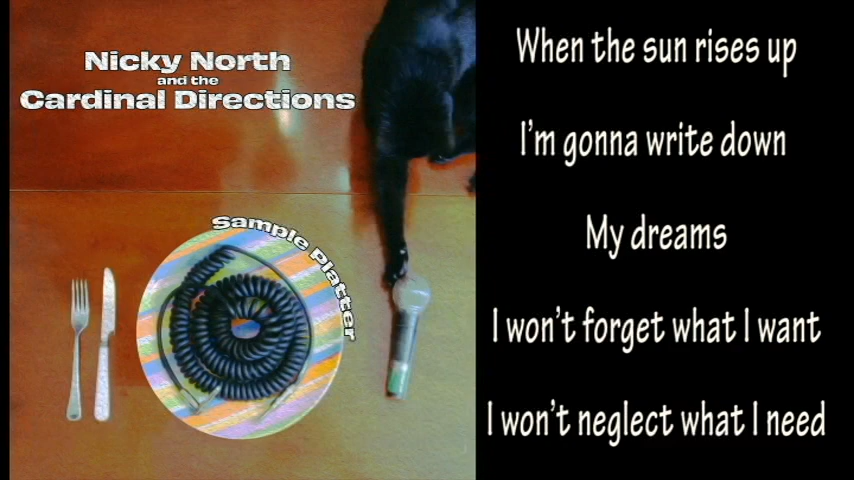 Nicky North
and the
Cardinal Directions
Sample Platter
When the sun rises up
I'm gonna write down
My dreams
I won't forget what I want
I won't neglect what I need